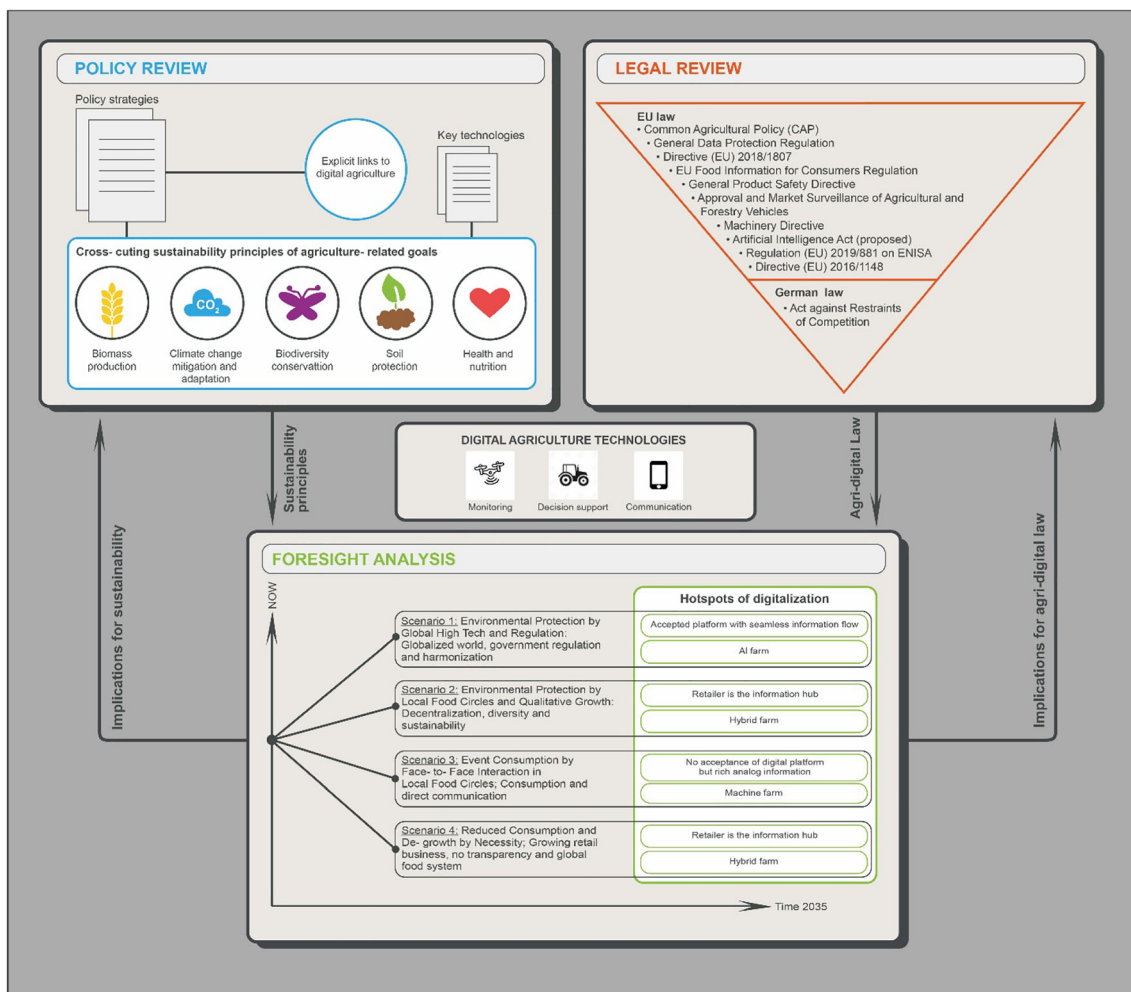 POLICY REVIEW
Policy strategies
Key technologies
Explicit links to
digital agriculture
Cross- cuting sustainability principles of agriculture- related goals
CO2
Biomass
production
Climate change
mitigation and
adaptation
Biodiversity
conservattion
Soil
protection
Health and
nutrition
LEGAL REVIEW
EU law
• Common Agricultural Policy (CAP)
• General Data Protection Regulation
• Directive (EU) 2018/1807
• EU Food Information for Consumers Regulation
• General Product Safety Directive
• Approval and Market Surveillance of Agricultural and
Forestry Vehicles
• Machinery Directive
• Artificial Intelligence Act (proposed)
• Regulation (EU) 2019/881 on ENISA
• Directive (EU) 2016/1148
German law
• Act against Restraints
of Competition
Implications for sustainability
Sustainability
principles
DIGITAL AGRICULTURE TECHNOLOGIES
Monitoring
Decision support
Communication
Agri-digital Law
Implications for agri-digital law
FORESIGHT ANALYSIS
NOW
Hotspots of digitalization
Scenario 1: Environmental Protection by
Global High Tech and Regulation:
Globalized world, government regulation
and harmonization
Accepted platform with seamless information flow
AI farm
Scenario 2: Environmental Protection by
Local Food Circles and Qualitative Growth:
Decentralization, diversity and
sustainability
Retailer is the information hub
Hybrid farm
Scenario 3: Event Consumption by
Face- to- Face Interaction in
Local Food Circles; Consumption and
direct communication
No acceptance of digital platform
but rich analog information
Machine farm
Scenario 4: Reduced Consumption and
De- growth by Necessity; Growing retail
business, no transparency and global
food system
Retailer is the information hub
Hybrid farm
Time 2035